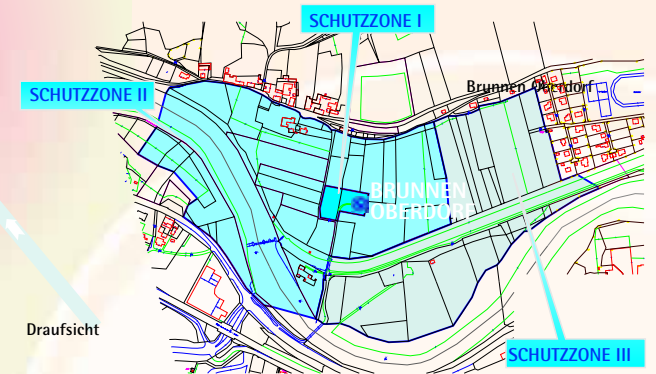 SCHUTZZONE I
SCHUTZZONE II
Brunnen Oberdorf
BRUNNEN
OBERDORF
Draufsicht
SCHUTZZONE III